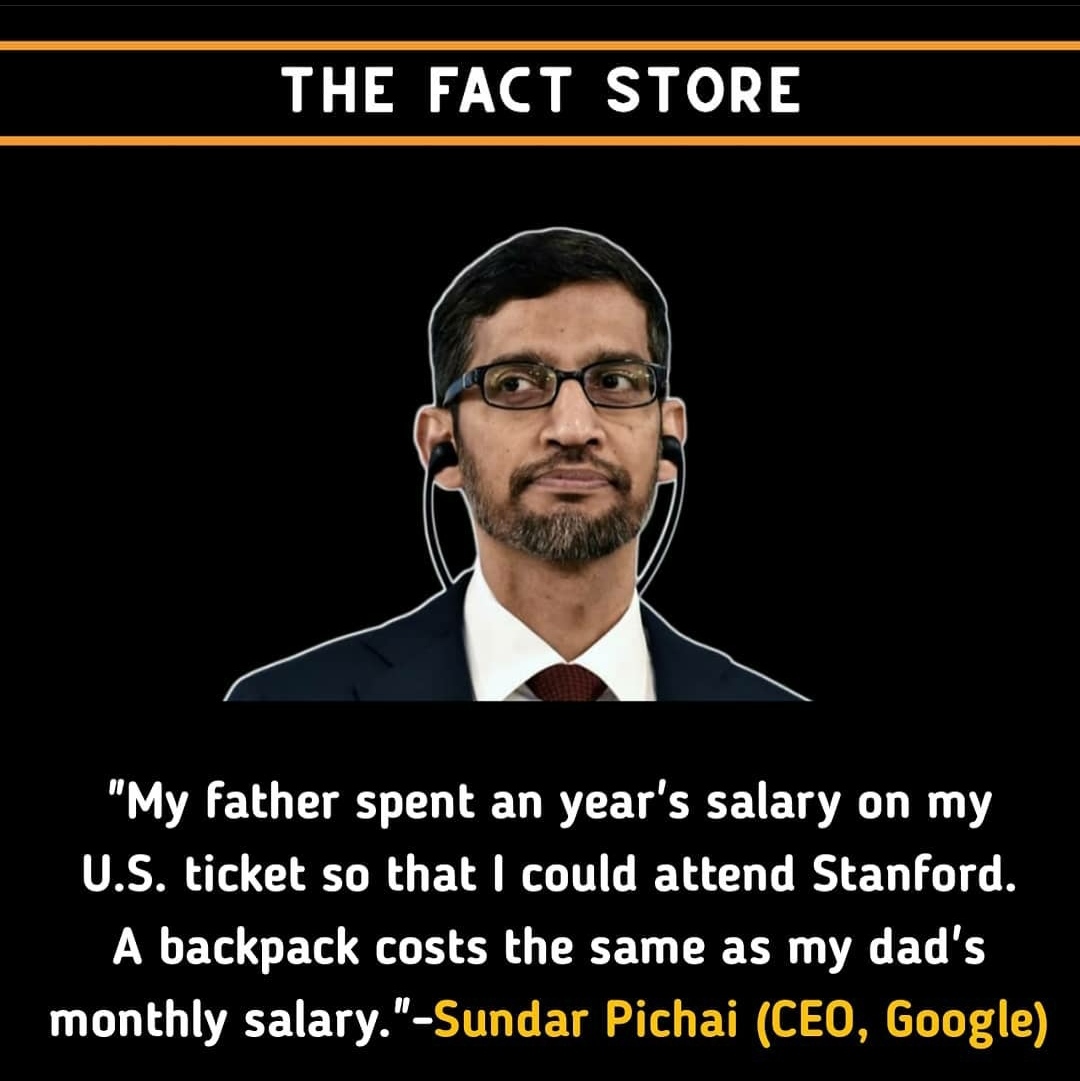 THE FACT STORE
"My father spent an year's salary on my
U.S. ticket so that I could attend Stanford.
A backpack costs the same as my dad's
monthly salary."-Sundar Pichai (CEO, Google)